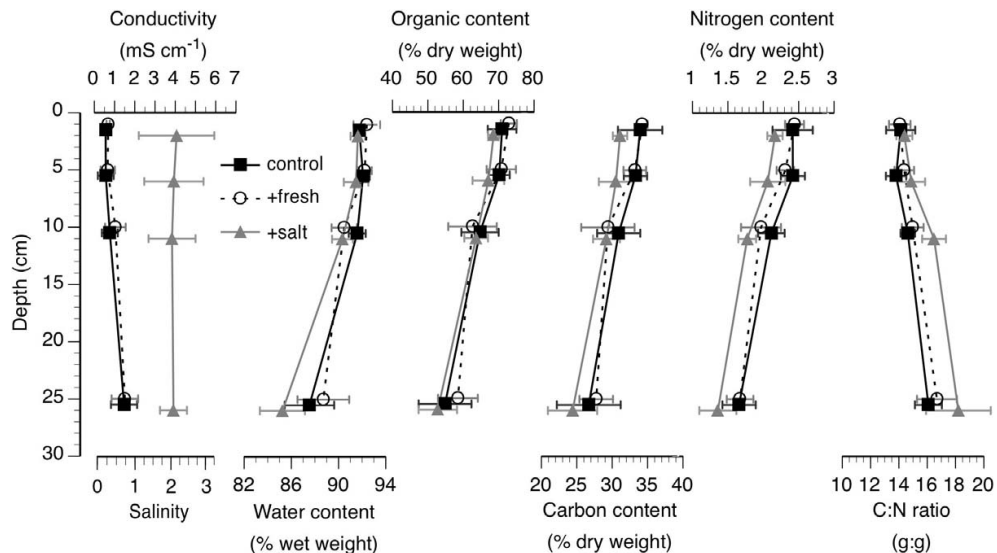 Conductivity
(mS cm⁻¹)
0 1 2 3 4 5 6 7
Organic content
(% dry weight)
40 50 60 70 80
Nitrogen content
(% dry weight)
1 1.5 2 2.5 3
Depth (cm)
0
5
10
15
20
25
30
control
+fresh
+salt
0 1 2 3
Salinity
82 86 90 94
Water content
(% wet weight)
20 25 30 35 40
Carbon content
(% dry weight)
10 12 14 16 18 20
C:N ratio
(g:g)